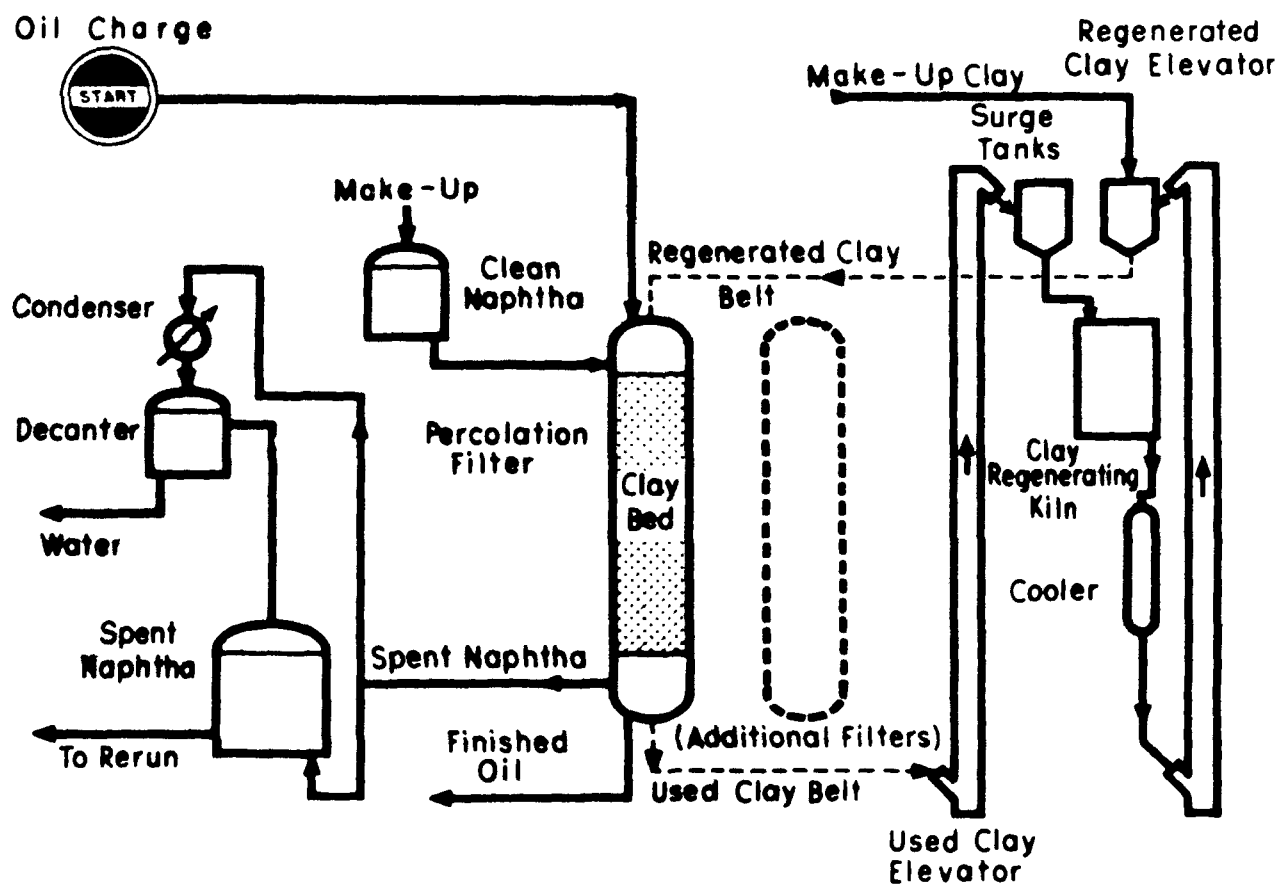 Oil Charge
START
Make-Up Clay
Regenerated
Clay Elevator
Surge
Tanks
Make-Up
Clean
Naphtha
Regenerated Clay
Belt
Condenser
Decanter
Water
Percolation
Filter
Clay
Bed
Clay
Regenerating
Kiln
Cooler
Spent
Naphtha
Spent Naphtha
To Rerun
Finished
Oil
(Additional Filters)
Used Clay Belt
Used Clay
Elevator